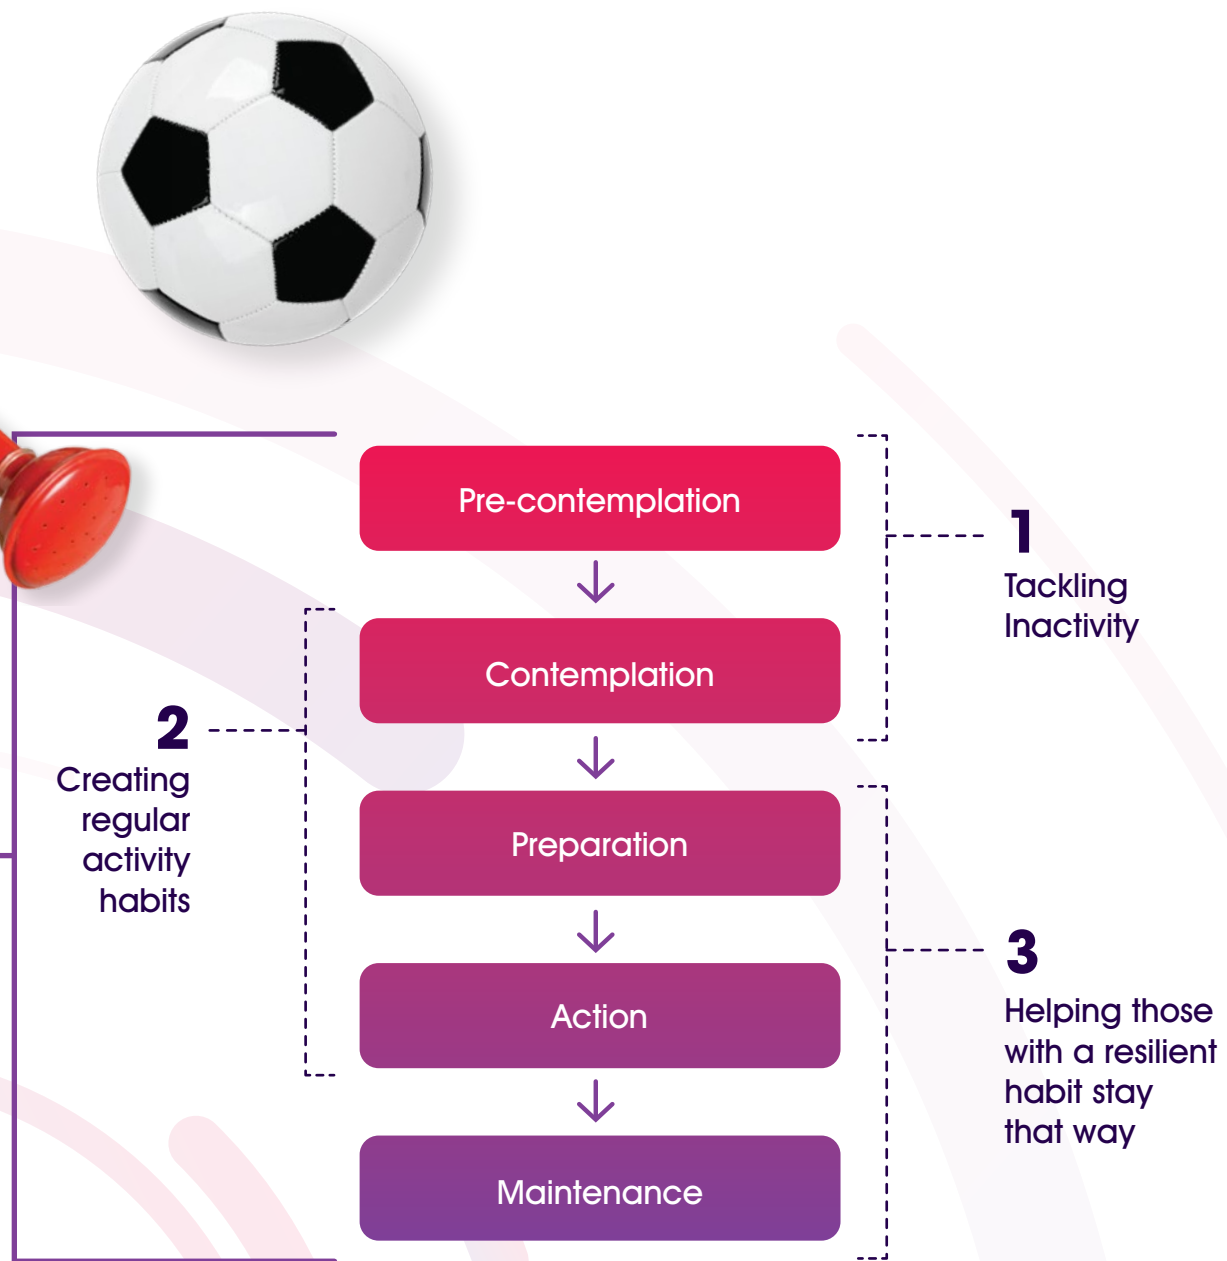 Pre-contemplation
1
Tackling
Inactivity
Contemplation
2
Creating
regular
activity
habits
Preparation
3
Helping those
with a resilient
habit stay
that way
Action
Maintenance